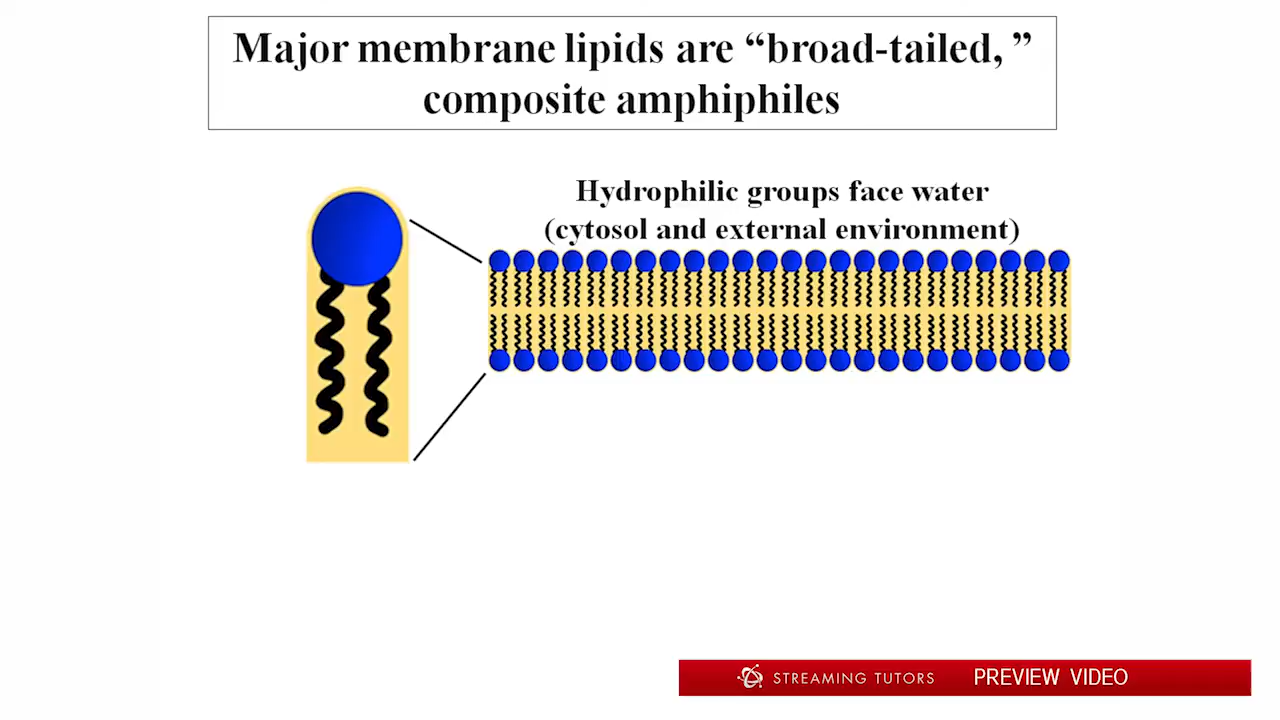 Major membrane lipids are “broad-tailed, ”
composite amphiphiles
Hydrophilic groups face water
(cytosol and external environment)
STREAMING TUTORS PREVIEW VIDEO